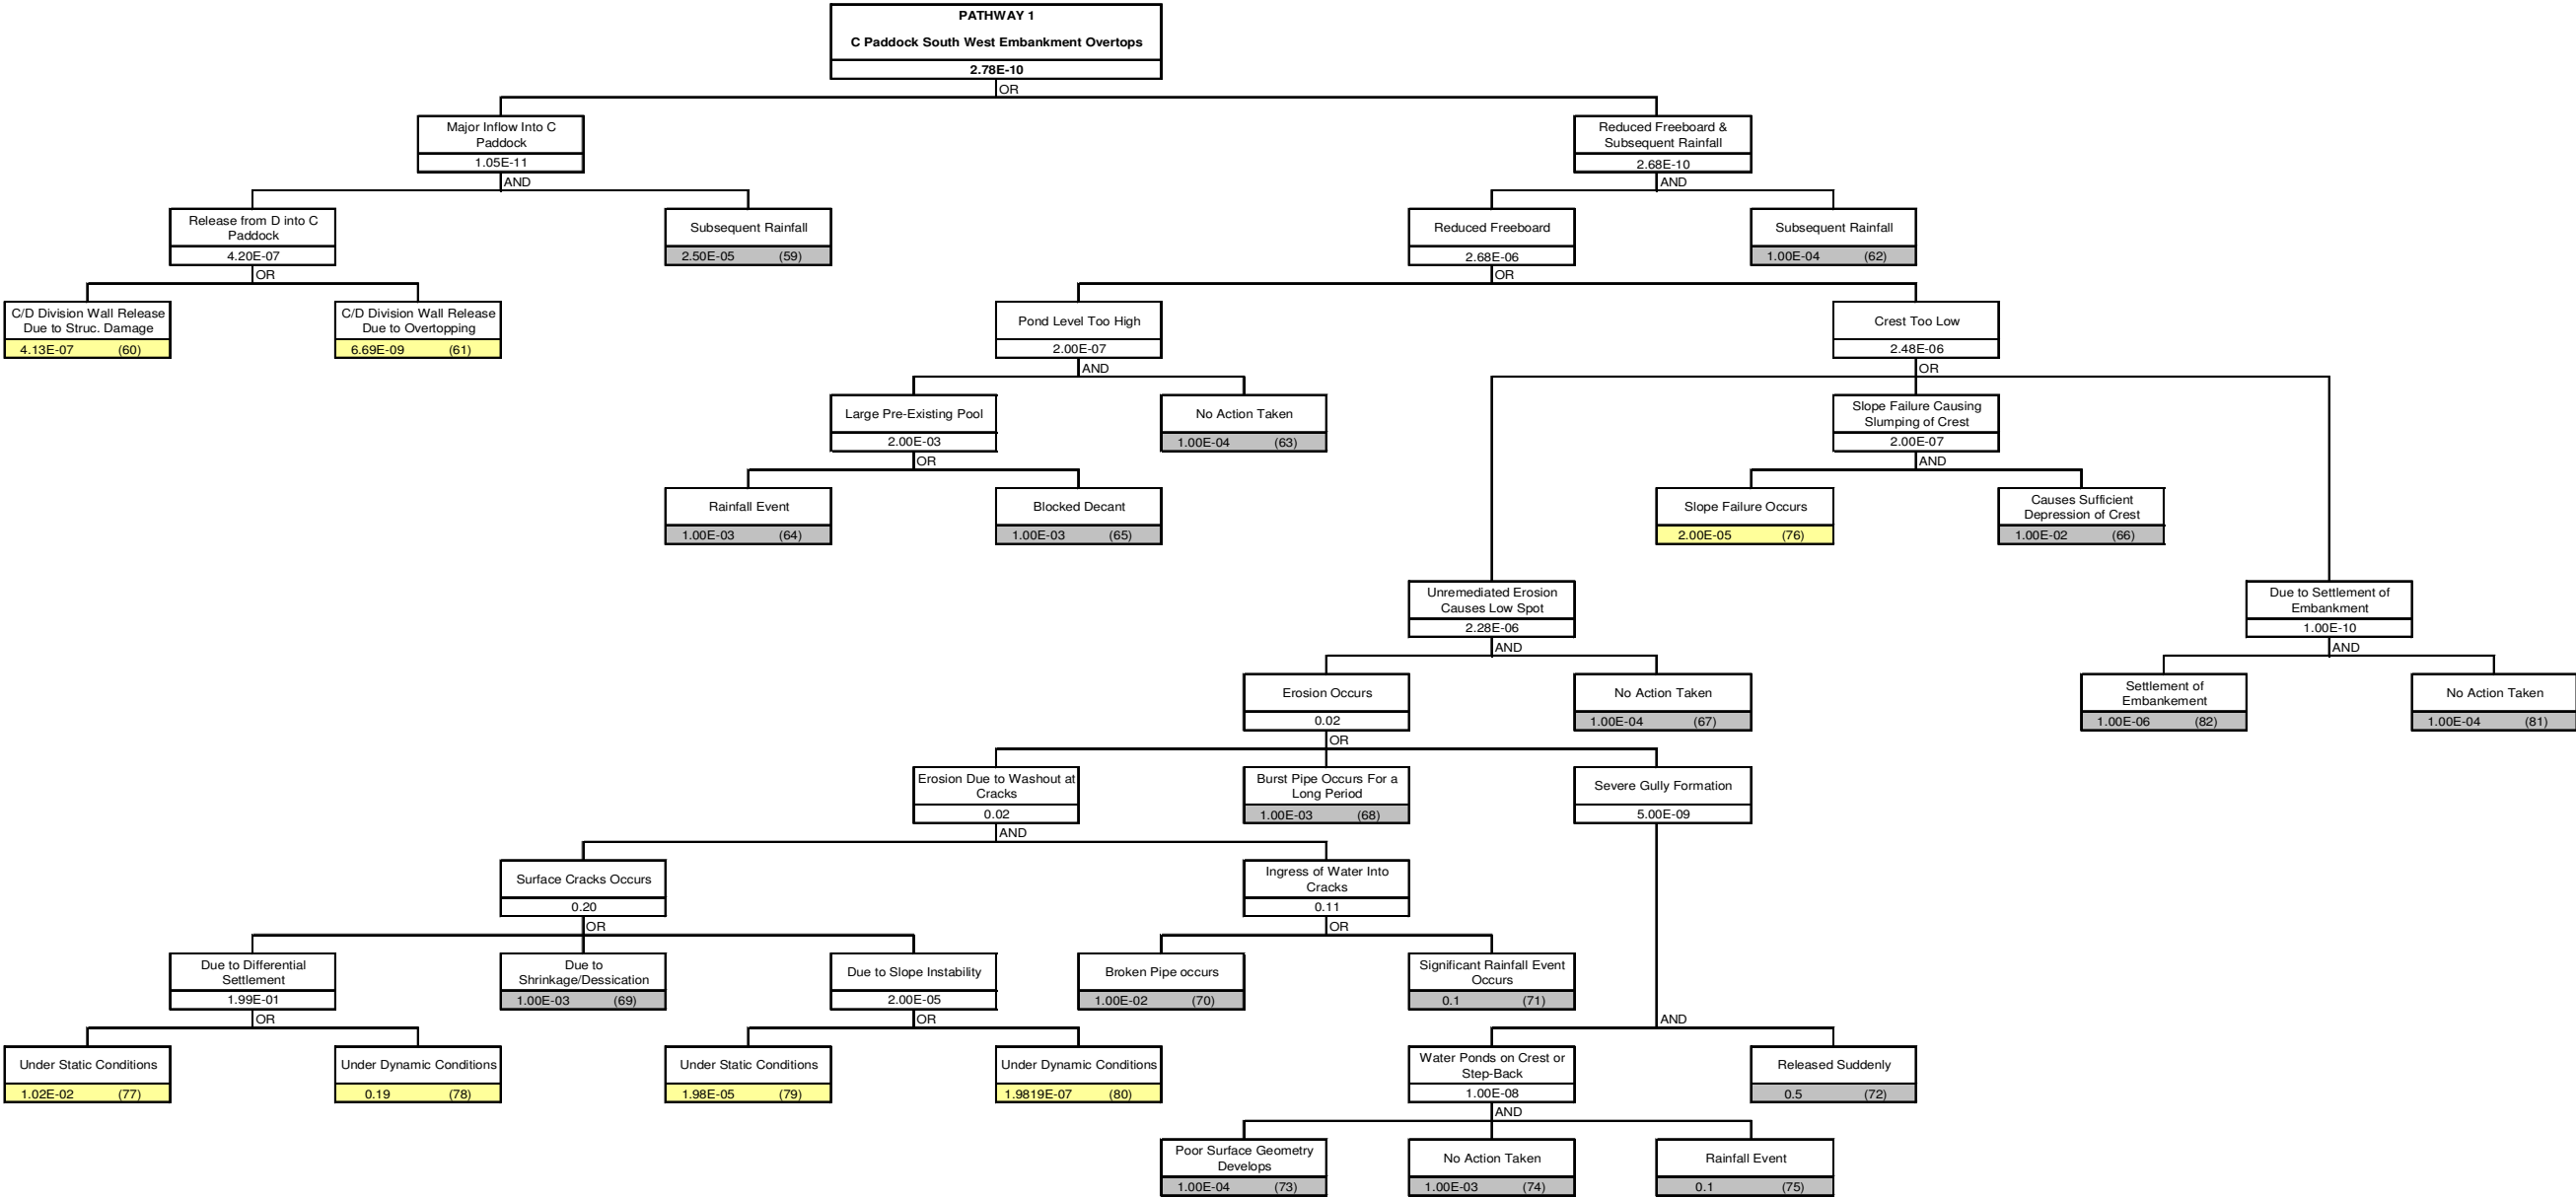 PATHWAY 1
C Paddock South West Embankment Overtops
2.78E-10
OR
Major Inflow Into C
Paddock
1.05E-11
AND
Reduced Freeboard &
Subsequent Rainfall
2.68E-10
AND
Release from D into C
Paddock
4.20E-07
OR
Subsequent Rainfall
2.50E-05 (59)
Reduced Freeboard
2.68E-06
OR
Subsequent Rainfall
1.00E-04 (62)
C/D Division Wall Release
Due to Struc. Damage
4.13E-07 (60)
C/D Division Wall Release
Due to Overtopping
6.69E-09 (61)
Pond Level Too High
2.00E-07
AND
Crest Too Low
2.48E-06
OR
Large Pre-Existing Pool
2.00E-03
OR
No Action Taken
1.00E-04 (63)
Slope Failure Causing
Slumping of Crest
2.00E-07
AND
Rainfall Event
1.00E-03 (64)
Blocked Decant
1.00E-03 (65)
Slope Failure Occurs
2.00E-05 (76)
Causes Sufficient
Depression of Crest
1.00E-02 (66)
Unremediated Erosion
Causes Low Spot
2.28E-06
AND
Due to Settlement of
Embankment
1.00E-10
AND
Erosion Occurs
0.02
OR
No Action Taken
1.00E-04 (67)
Settlement of
Embankement
1.00E-06 (82)
No Action Taken
1.00E-04 (81)
Erosion Due to Washout at
Cracks
0.02
AND
Burst Pipe Occurs For a
Long Period
1.00E-03 (68)
Severe Gully Formation
5.00E-09
AND
Surface Cracks Occurs
0.20
OR
Ingress of Water Into
Cracks
0.11
OR
Due to Differential
Settlement
1.99E-01
OR
Due to
Shrinkage/Dessication
1.00E-03 (69)
Due to Slope Instability
2.00E-05
OR
Broken Pipe occurs
1.00E-02 (70)
Significant Rainfall Event
Occurs
0.1 (71)
Under Static Conditions
1.02E-02 (77)
Under Dynamic Conditions
0.19 (78)
Under Static Conditions
1.98E-05 (79)
Under Dynamic Conditions
1.9819E-07 (80)
Water Ponds on Crest or
Step-Back
1.00E-08
AND
Released Suddenly
0.5 (72)
Poor Surface Geometry
Develops
1.00E-04 (73)
No Action Taken
1.00E-03 (74)
Rainfall Event
0.1 (75)